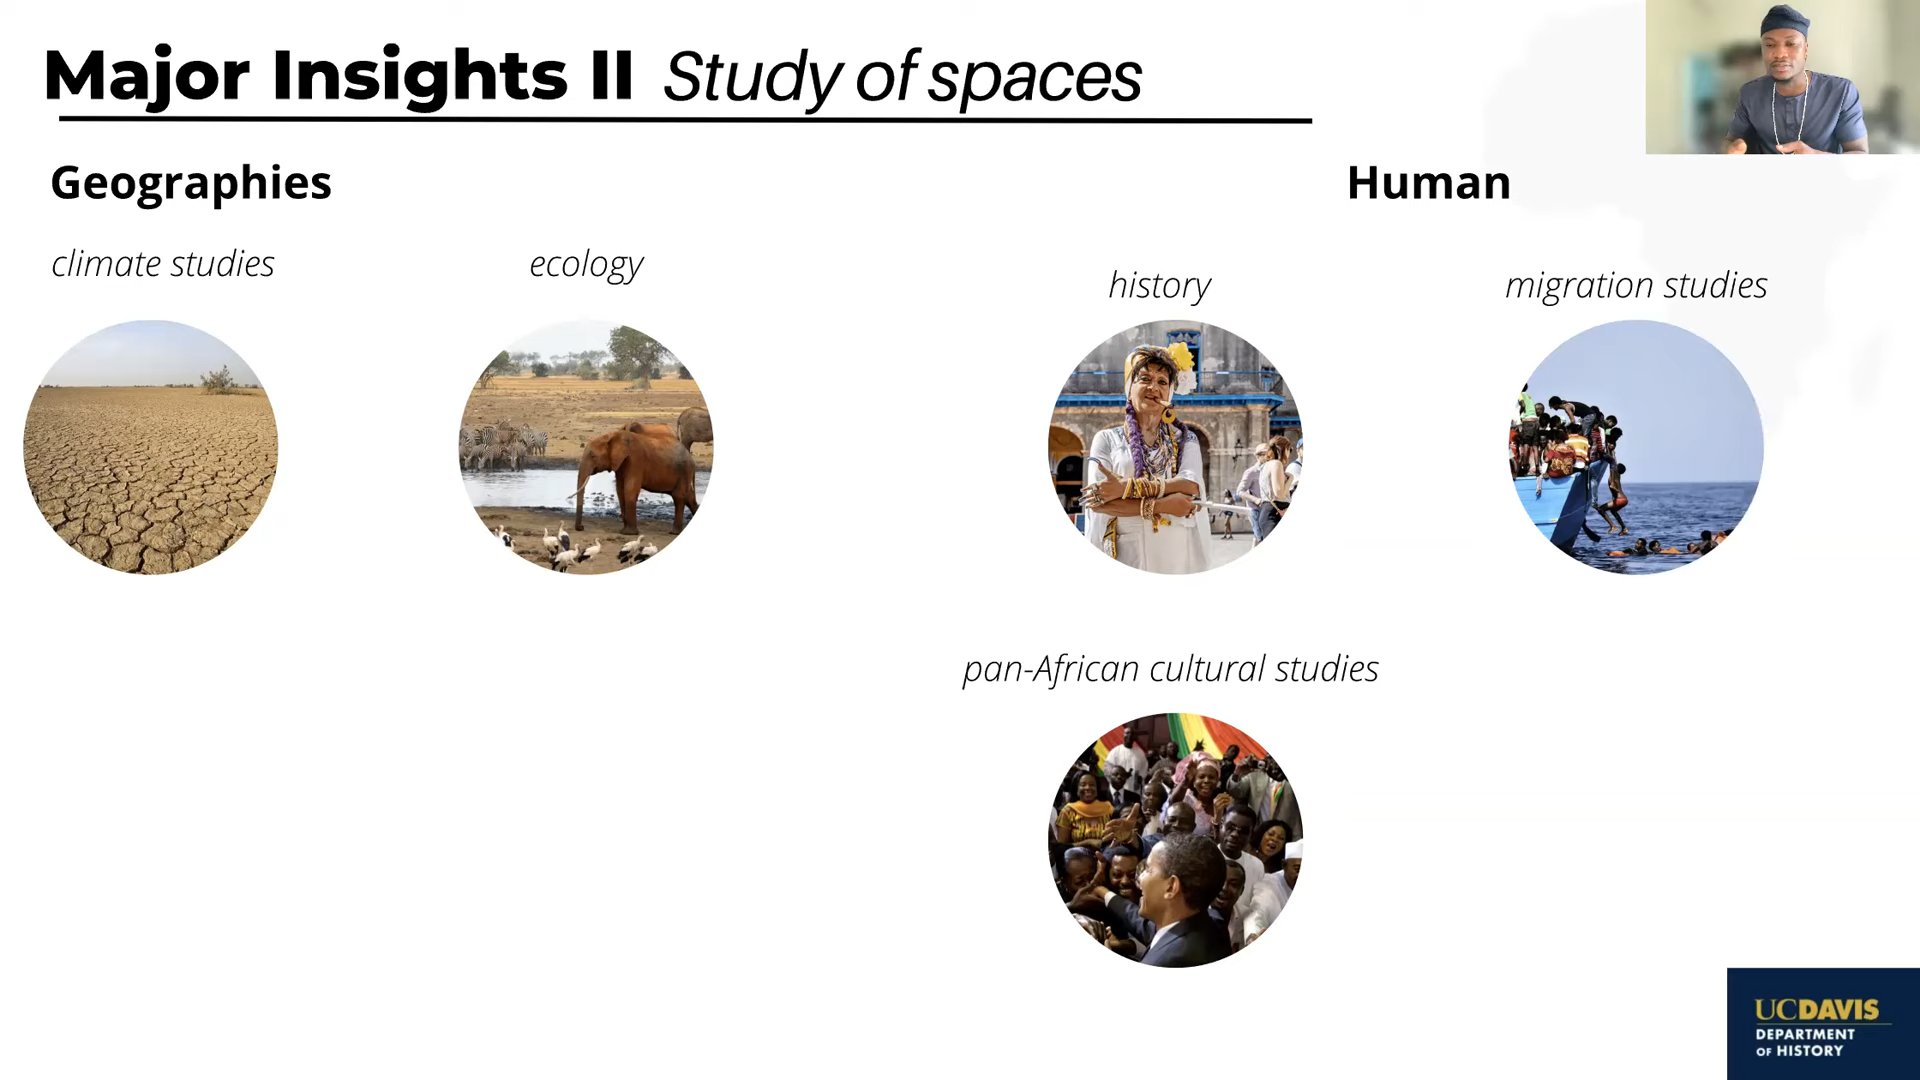 Major Insights II Study of spaces
Geographies
Human
climate studies
ecology
history
migration studies
pan-African cultural studies
UCDAVIS
DEPARTMENT
OF HISTORY